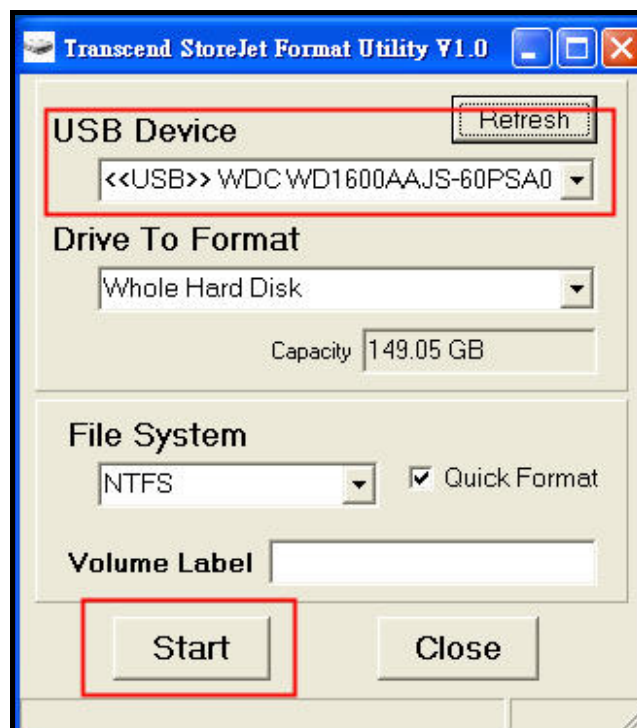 Transcend StoreJet Format Utility V1.0
Refresh
USB Device
<<USB>> WDC WD1600AAJS-60PSA0
Drive To Format
Whole Hard Disk
Capacity 149.05 GB
File System
NTFS Quick Format
Volume Label
Start Close